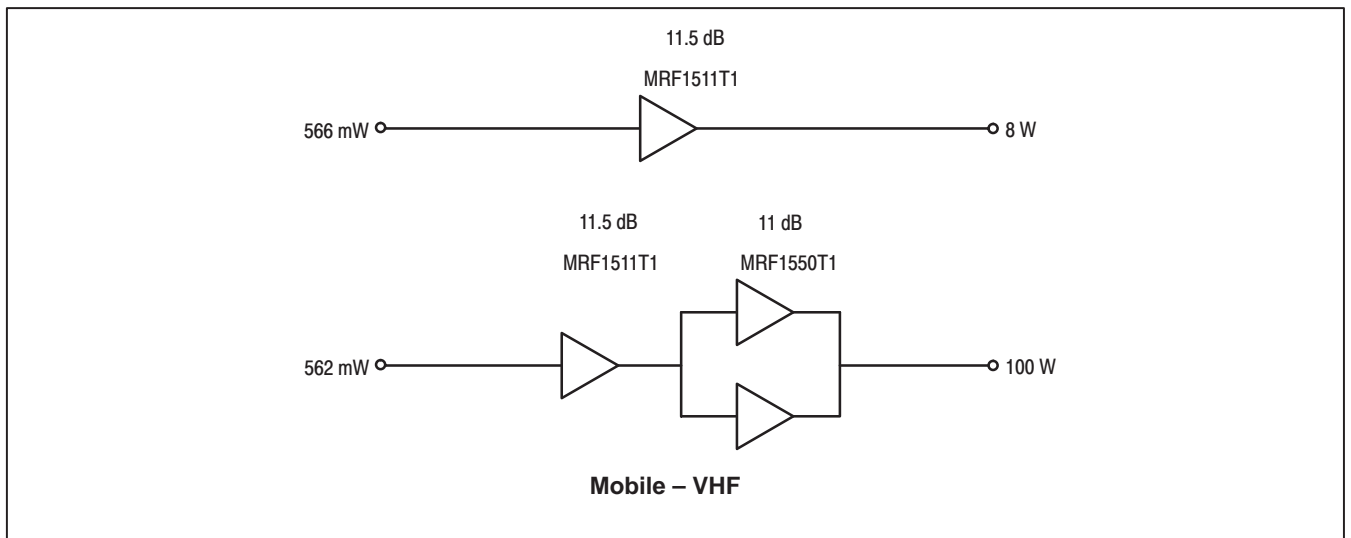 11.5 dB
MRF1511T1
566 mW
8 W
11.5 dB
11 dB
MRF1511T1
MRF1550T1
562 mW
100 W
Mobile – VHF